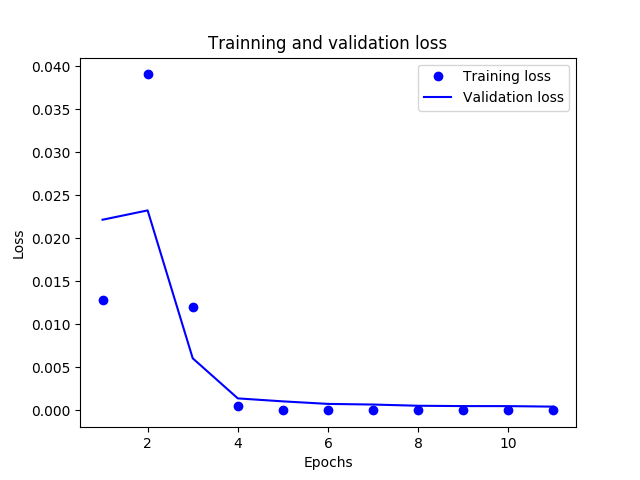 Trainning and validation loss
Training loss
Validation loss
0.040
0.035
0.030
0.025
0.020
0.015
0.010
0.005
0.000
Loss
2
4
6
8
10
Epochs